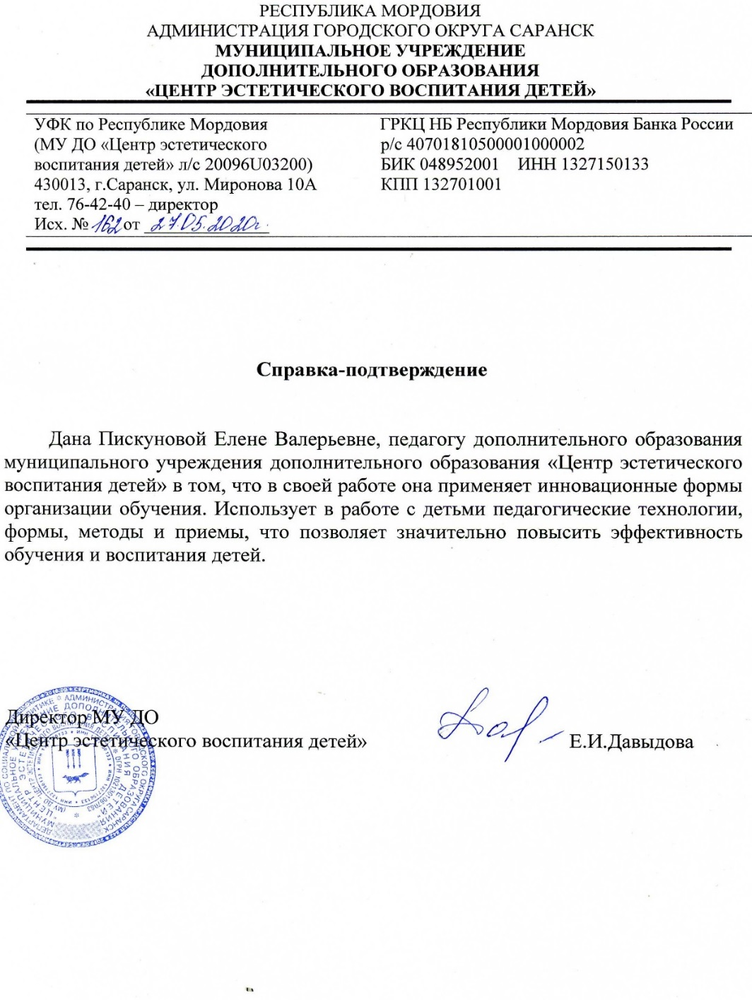 РЕСПУБЛИКА МОРДОВИЯ
АДМИНИСТРАЦИЯ ГОРОДСКОГО ОКРУГА САРАНСК
МУНИЦИПАЛЬНОЕ УЧРЕЖДЕНИЕ
ДОПОЛНИТЕЛЬНОГО ОБРАЗОВАНИЯ
«ЦЕНТР ЭСТЕТИЧЕСКОГО ВОСПИТАНИЯ ДЕТЕЙ»
УФК по Республике Мордовия
(МУ ДО «Центр эстетического
воспитания детей» л/с 20096U03200)
430013, г.Саранск, ул. Миронова 10А
тел. 76-42-40 – директор
Исх. № 162 от 27.05.2020г.
ГРКЦ НБ Республики Мордовия Банка России
р/с 40701810500001000002
БИК 048952001 ИНН 1327150133
КПП 132701001
Справка-подтверждение
Дана Пискуновой Елене Валерьевне, педагогу дополнительного образования
муниципального учреждения дополнительного образования «Центр эстетического
воспитания детей» в том, что в своей работе она применяет инновационные формы
организации обучения. Использует в работе с детьми педагогические технологии,
формы, методы и приемы, что позволяет значительно повысить эффективность
обучения и воспитания детей.
Директор МУ ДО
«Центр эстетического воспитания детей»
Е.И.Давыдова